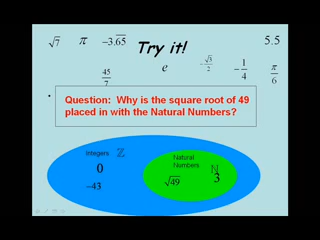 √7 π −3.65 Try it! 5.5
45/7 e −√3/2 −1/4 π/6
Question: Why is the square root of 49
placed in with the Natural Numbers?
Integers ℤ
0
−43
Natural
Numbers ℕ
√49 3